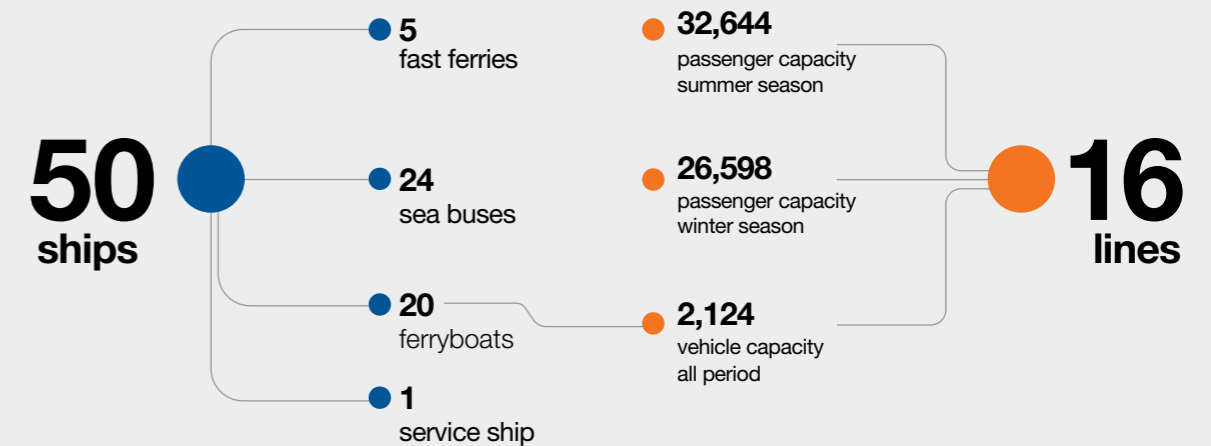 50
ships
5
fast ferries
24
sea buses
20
ferryboats
1
service ship
32,644
passenger capacity
summer season
26,598
passenger capacity
winter season
2,124
vehicle capacity
all period
16
lines